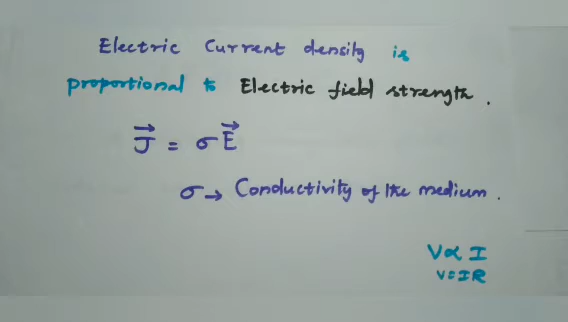 Electric Current density is
proportional to Electric field strength.
J⃗ = σE⃗
σ → Conductivity of the medium.
V∝ I
V=IR